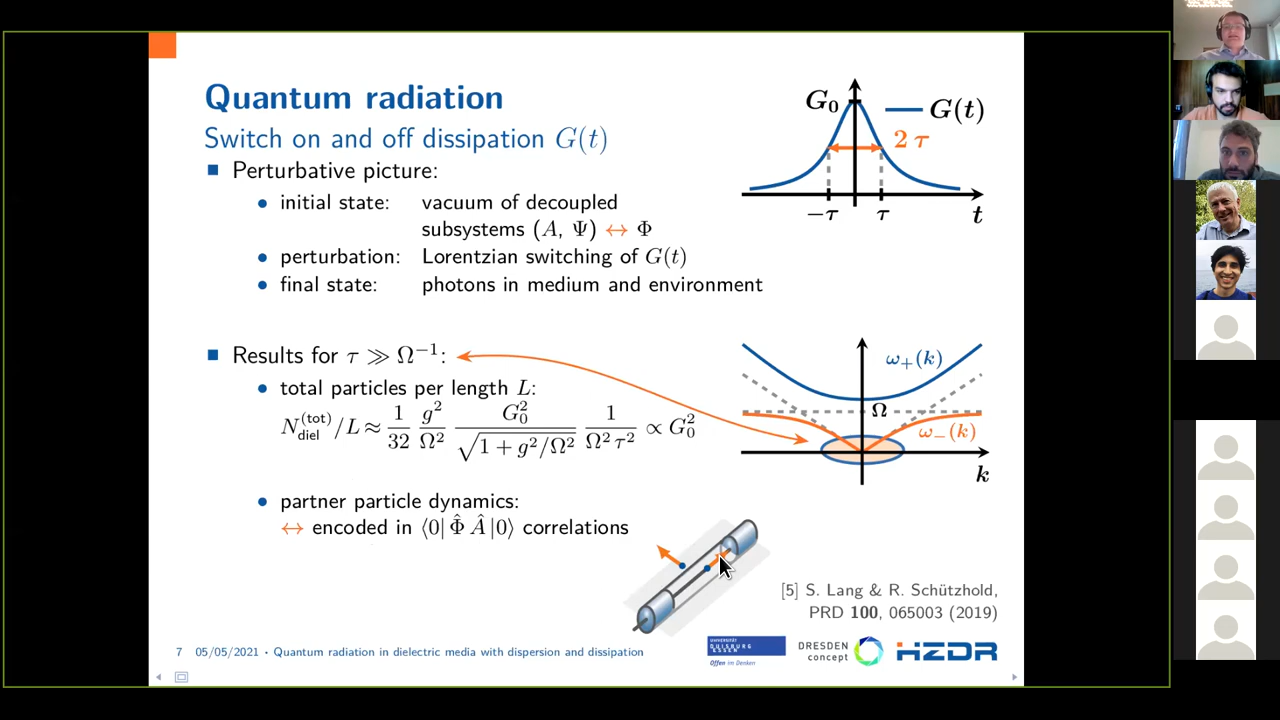 Quantum radiation
Switch on and off dissipation G(t)
Perturbative picture:
initial state: vacuum of decoupled
subsystems (A, Ψ) ↔ Φ
perturbation: Lorentzian switching of G(t)
final state: photons in medium and environment
G₀
G(t)
2 τ
−τ
τ
t
Results for τ ≫ Ω⁻¹:
total particles per length L:
N_diel^(tot)/L ≈ 1/32 g²/Ω² G₀²/√(1 + g²/Ω²) 1/(Ω² τ²) ∝ G₀²
ω₊(k)
Ω
ω₋(k)
k
partner particle dynamics:
↔ encoded in ⟨0| Φ̂ Â |0⟩ correlations
[5] S. Lang & R. Schützhold,
PRD 100, 065003 (2019)
7 05/05/2021 · Quantum radiation in dielectric media with dispersion and dissipation
UNIVERSITÄT
DUISBURG
ESSEN
Offen im Denken
DRESDEN
concept
HZDR